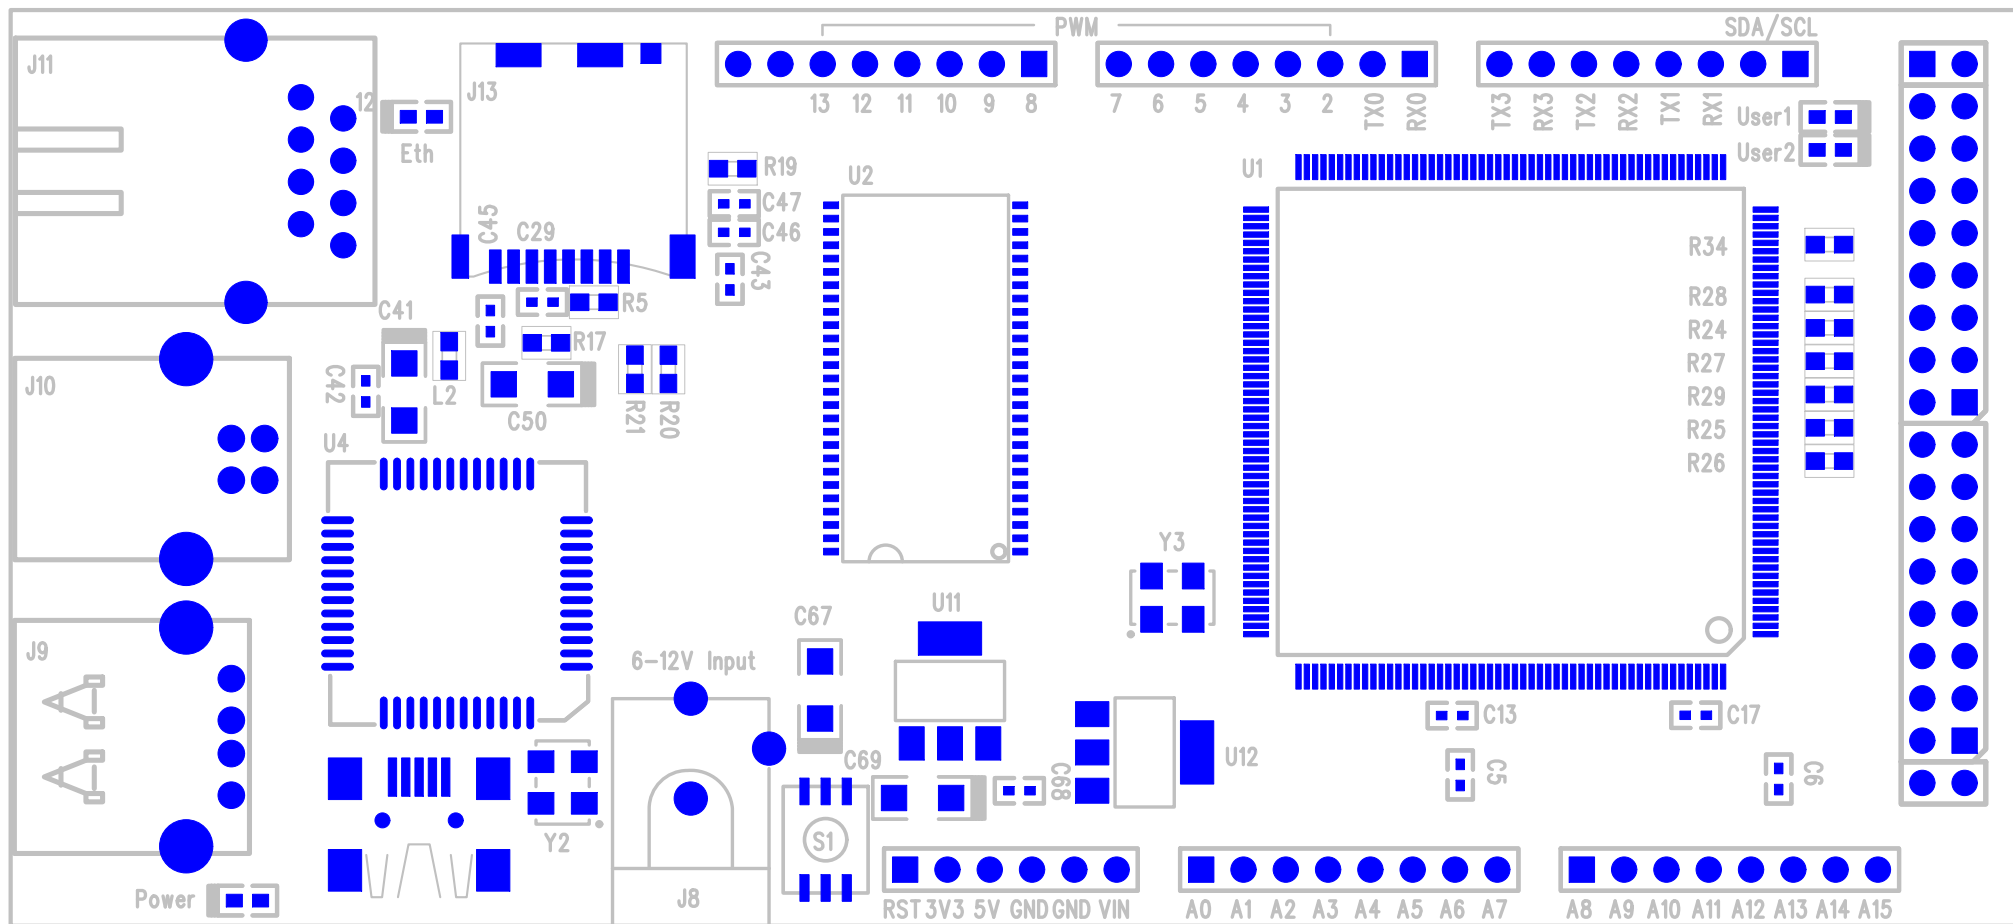 PWM
SDA/SCL
J11
J13
12
13 12 11 10 9 8
7 6 5 4 3 2 TX0 RX0
TX3 RX3 TX2 RX2 TX1 RX1
User1
Eth
User2
R19
U2
U1
C47
C45
C29
C46
R34
C43
C41
R5
R28
R17
R24
R27
J10
C42
L2
R29
C50
R21
R20
R25
U4
R26
Y3
U11
C67
J9
6-12V Input
C13
C17
C69
U12
C68
C5
C6
Y2
S1
Power
J8
RST 3V3 5V GND GND VIN
A0 A1 A2 A3 A4 A5 A6 A7
A8 A9 A10 A11 A12 A13 A14 A15